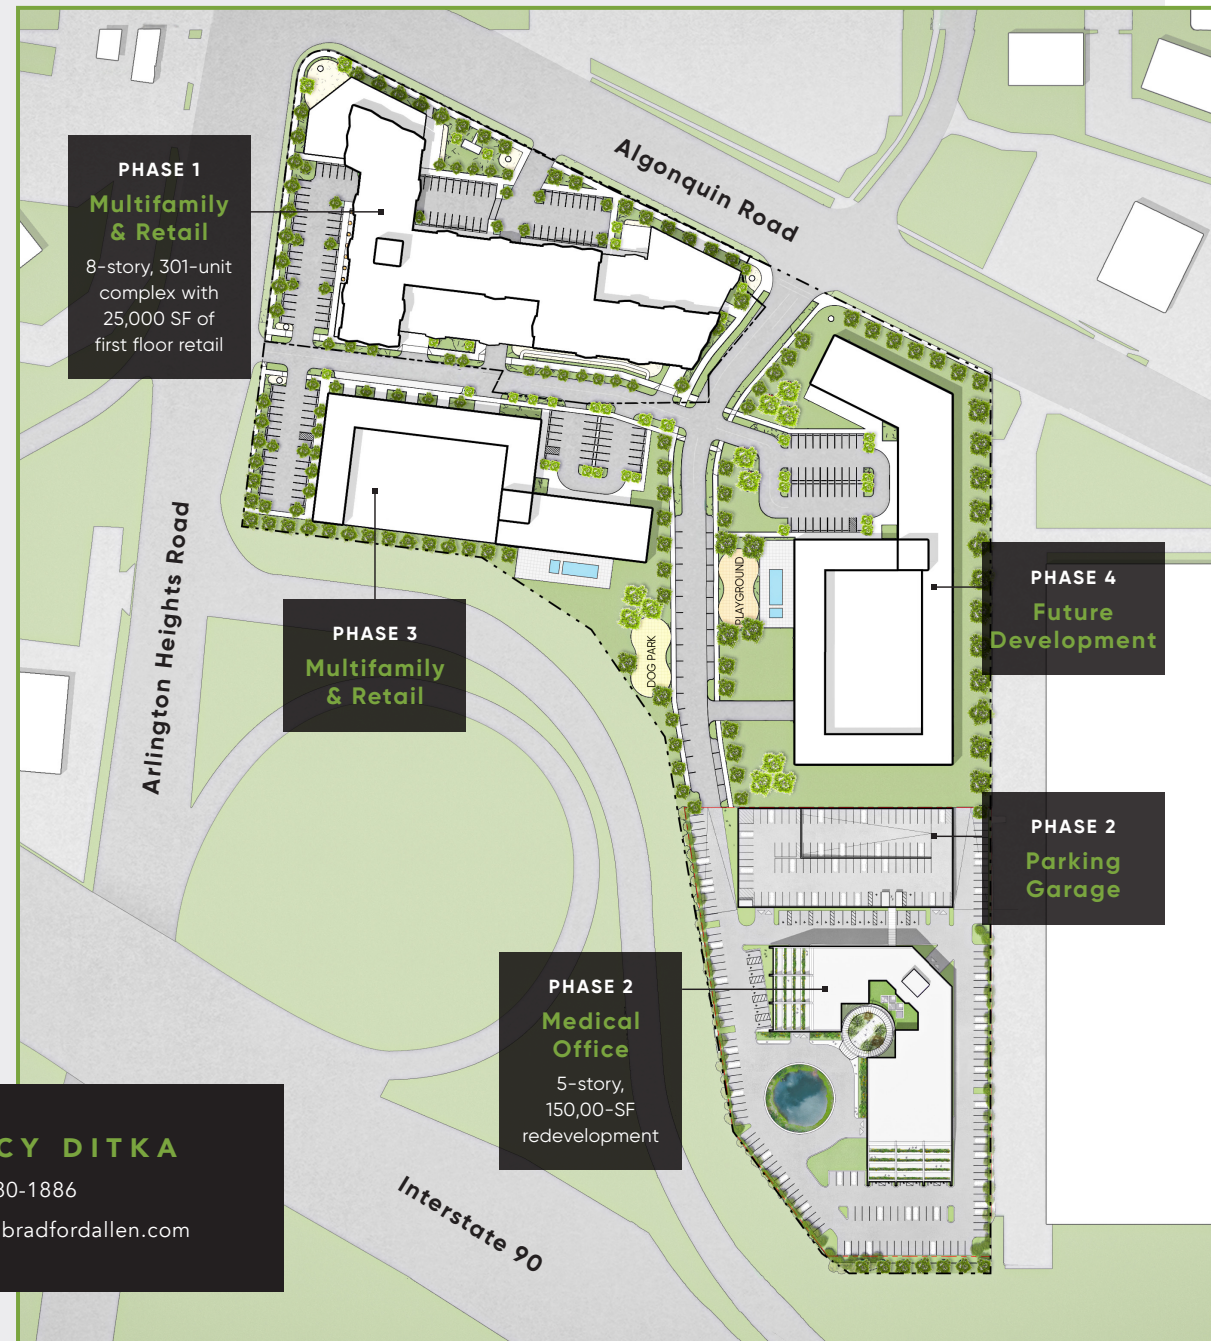 PHASE 1
Multifamily
& Retail
8-story, 301-unit
complex with
25,000 SF of
first floor retail
Algonquin Road
Arlington Heights Road
PHASE 3
Multifamily
& Retail
PLAYGROUND
DOG PARK
PHASE 4
Future
Development
PHASE 2
Parking
Garage
PHASE 2
Medical
Office
5-story,
150,00-SF
redevelopment
Interstate 90
CY DITKA
30-1886
bradfordallen.com